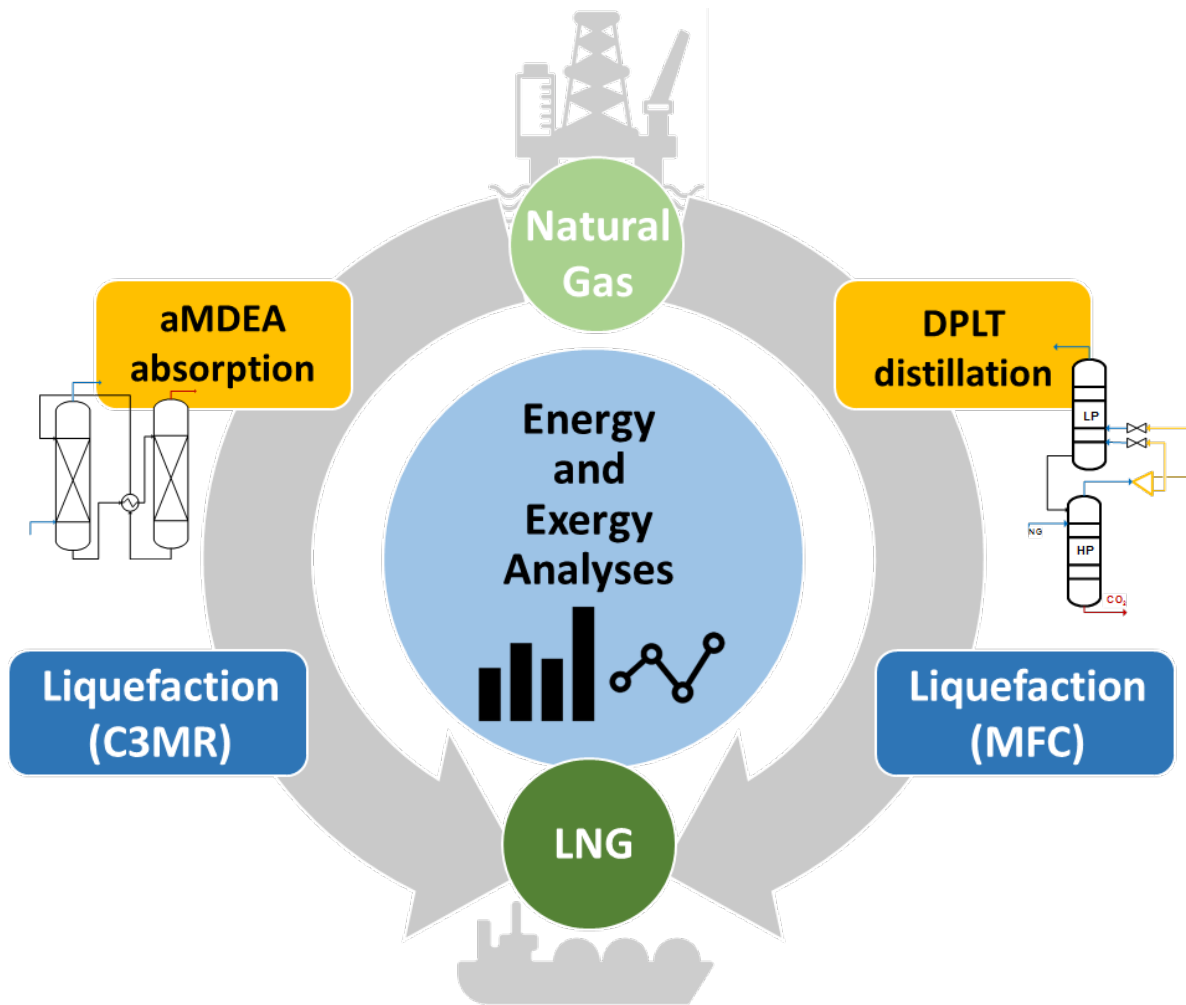 Natural
Gas
aMDEA
absorption
DPLT
distillation
LP
NG
HP
CO₂
Energy
and
Exergy
Analyses
Liquefaction
(C3MR)
Liquefaction
(MFC)
LNG